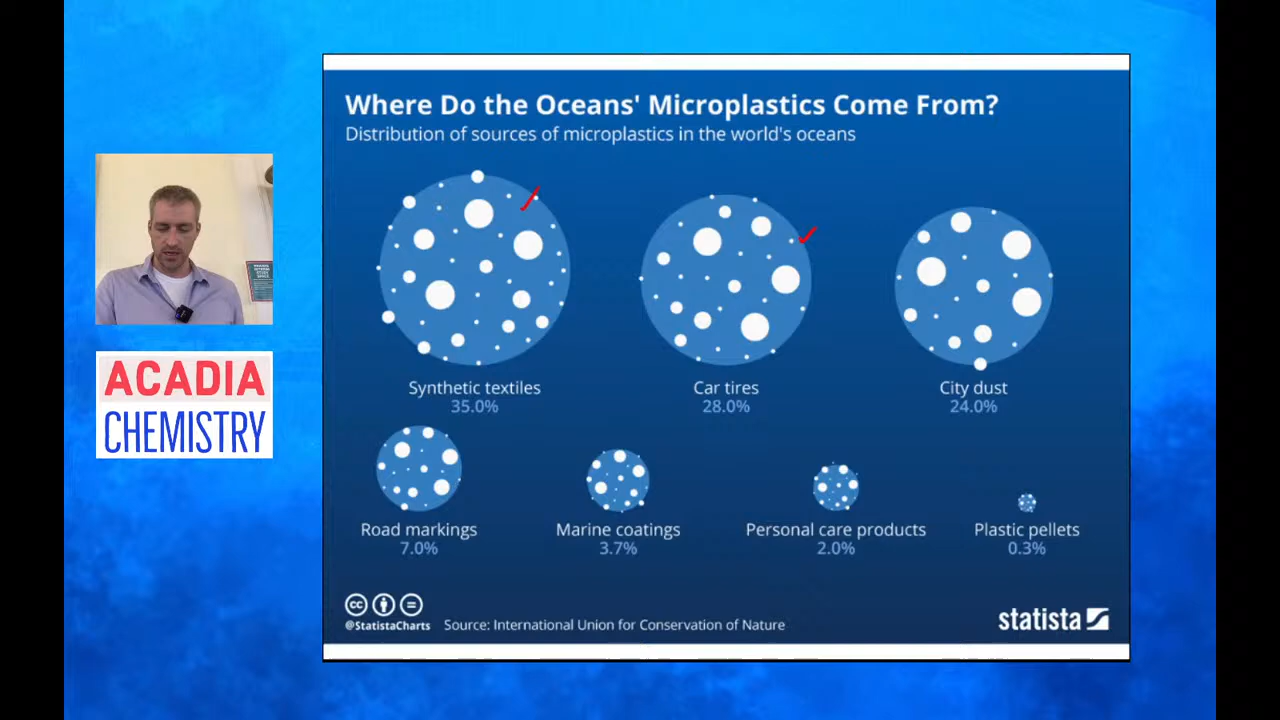 ACADIA
CHEMISTRY
Where Do the Oceans' Microplastics Come From?
Distribution of sources of microplastics in the world's oceans
Synthetic textiles
35.0%
Car tires
28.0%
City dust
24.0%
Road markings
7.0%
Marine coatings
3.7%
Personal care products
2.0%
Plastic pellets
0.3%
cc
@StatistaCharts
Source: International Union for Conservation of Nature
statista